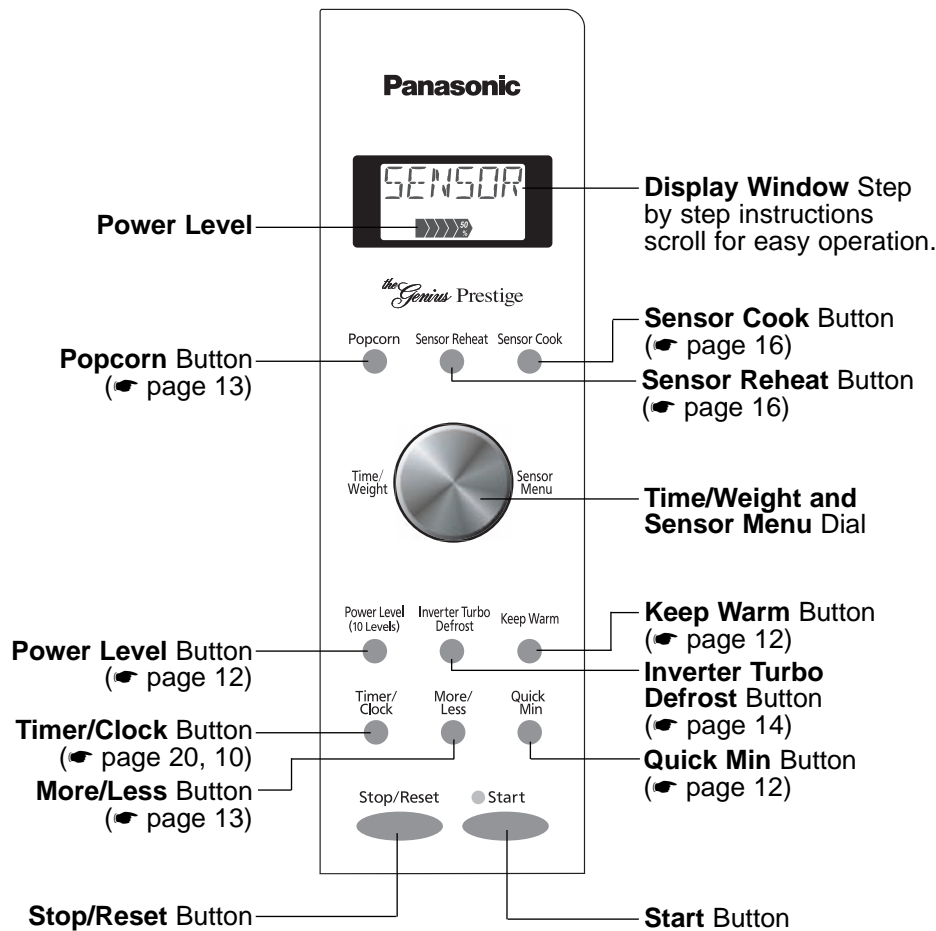 Panasonic
SENSOR
50
%
Power Level
Display Window Step
by step instructions
scroll for easy operation.
the Genius Prestige
Popcorn
Sensor Reheat
Sensor Cook
Popcorn Button
(☛ page 13)
Sensor Cook Button
(☛ page 16)
Sensor Reheat Button
(☛ page 16)
Time/
Weight
Sensor
Menu
Time/Weight and
Sensor Menu Dial
Power Level
(10 Levels)
Inverter Turbo
Defrost
Keep Warm
Power Level Button
(☛ page 12)
Keep Warm Button
(☛ page 12)
Inverter Turbo
Defrost Button
(☛ page 14)
Timer/
Clock
More/
Less
Quick
Min
Timer/Clock Button
(☛ page 20, 10)
More/Less Button
(☛ page 13)
Quick Min Button
(☛ page 12)
Stop/Reset
Start
Stop/Reset Button
Start Button